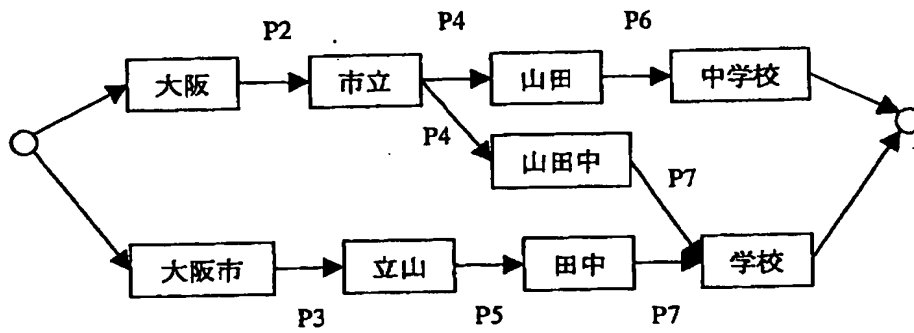 P2 P4 P6
大阪 市立 山田 中学校
P4 山田中 P7
大阪市 立山 田中 学校
P3 P5 P7